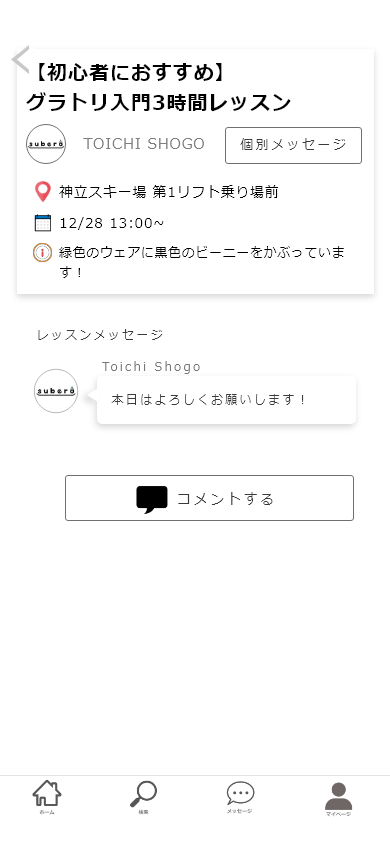 【初心者におすすめ】
グラトリ入門3時間レッスン
suberō
TOICHI SHOGO
個別メッセージ
神立スキー場 第1リフト乗り場前
12/28 13:00~
緑色のウェアに黒色のビーニーをかぶっていま
す！
レッスンメッセージ
Toichi Shogo
suberō
本日はよろしくお願いします！
コメントする
ホーム
検索
メッセージ
マイページ